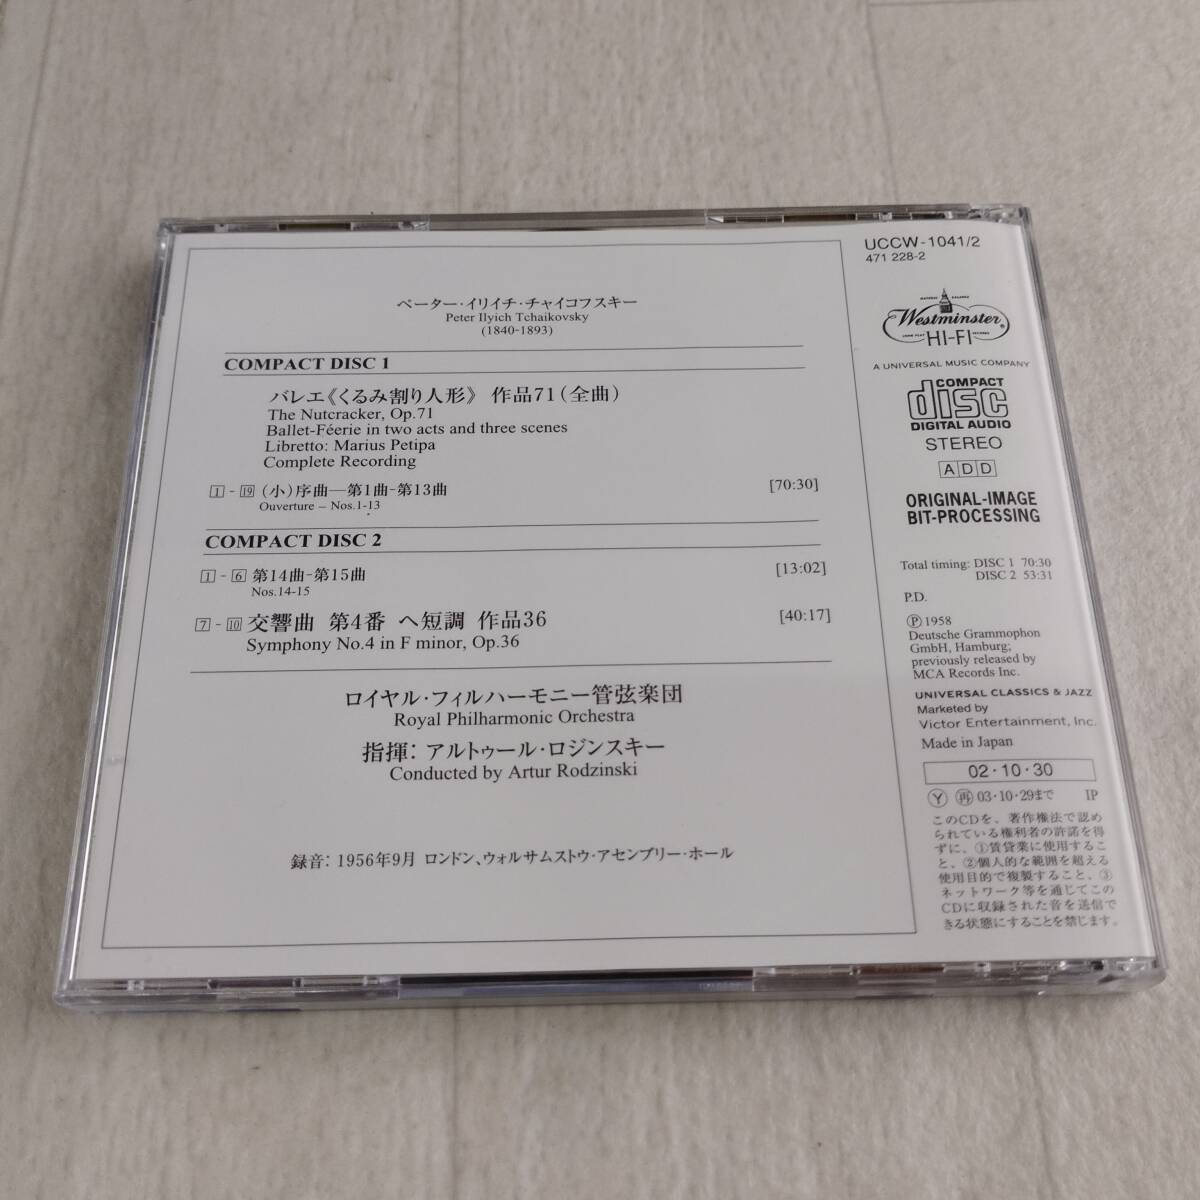 ペーター・イリイチ・チャイコフスキー
Peter Ilyich Tchaikovsky
(1840-1893)
COMPACT DISC 1
バレエ《くるみ割り人形》 作品71(全曲)
The Nutcracker, Op.71
Ballet-Féerie in two acts and three scenes
Libretto: Marius Petipa
Complete Recording
1 - 19 (小)序曲―第1曲-第13曲 [70:30]
Ouverture – Nos.1-13
COMPACT DISC 2
1 - 6 第14曲-第15曲 [13:02]
Nos.14-15
7 - 10 交響曲 第4番 ヘ短調 作品36 [40:17]
Symphony No.4 in F minor, Op.36
ロイヤル・フィルハーモニー管弦楽団
Royal Philharmonic Orchestra
指揮: アルトゥール・ロジンスキー
Conducted by Artur Rodzinski
録音: 1956年9月 ロンドン、ウォルサムストウ・アセンブリー・ホール
UCCW-1041/2
471 228-2
NATURAL BALANCE
Westminster®
LONG PLAY RECORDS
HI-FI
A UNIVERSAL MUSIC COMPANY
COMPACT
disc
DIGITAL AUDIO
STEREO
ADD
ORIGINAL-IMAGE
BIT-PROCESSING
Total timing: DISC 1 70:30
DISC 2 53:31
P.D.
Ⓟ 1958
Deutsche Grammophon
GmbH, Hamburg;
previously released by
MCA Records Inc.
UNIVERSAL CLASSICS & JAZZ
Marketed by
Victor Entertainment, Inc.
Made in Japan
02・10・30
Ⓨ 再 03・10・29まで IP
このCDを、著作権法で認め
られている権利者の許諾を得
ずに、①賃貸業に使用するこ
と、②個人的な範囲を超える
使用目的で複製すること、③
ネットワーク等を通じてこの
CDに収録された音を送信でき
る状態にすることを禁じます。